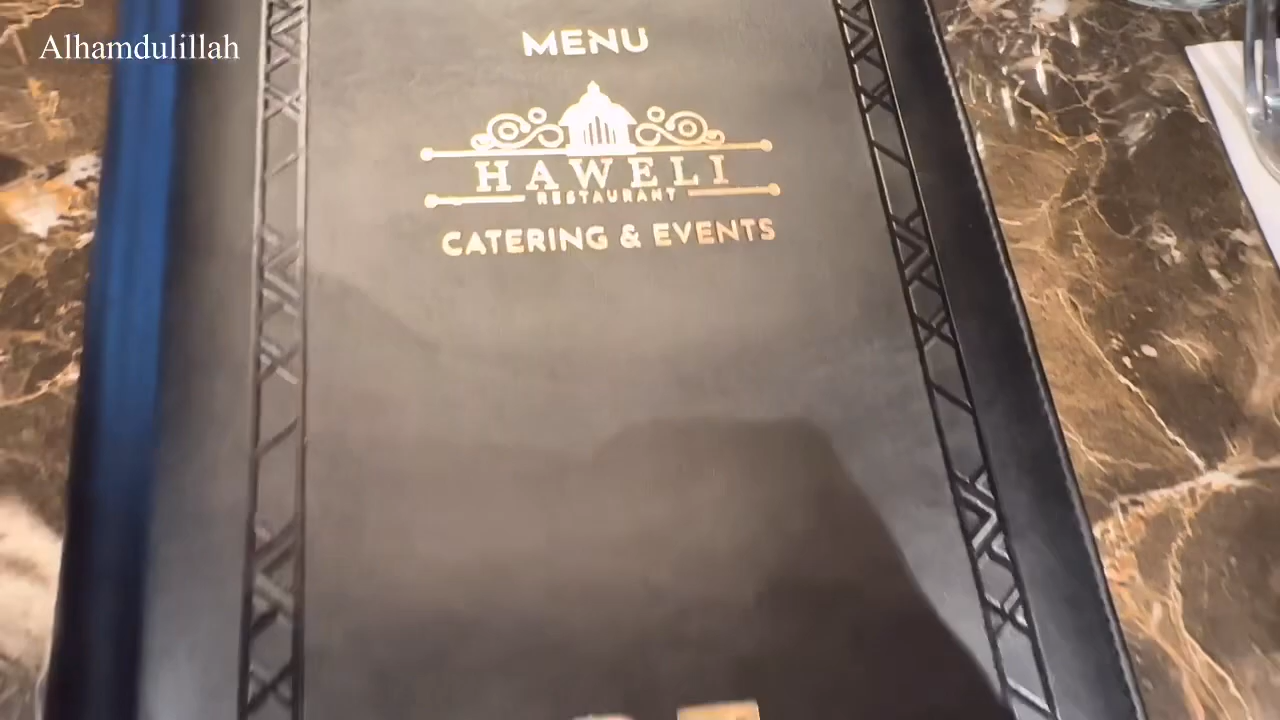 Alhamdulillah
MENU
HAWELI
RESTAURANT
CATERING & EVENTS